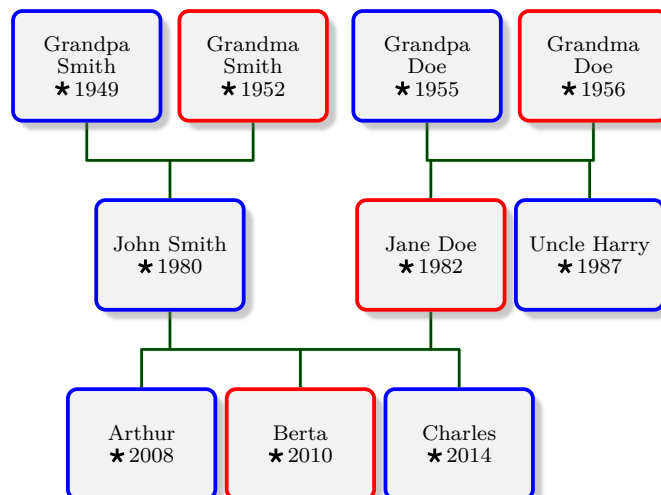 Grandpa
Smith
★1949
Grandma
Smith
★1952
Grandpa
Doe
★1955
Grandma
Doe
★1956
John Smith
★1980
Jane Doe
★1982
Uncle Harry
★1987
Arthur
★2008
Berta
★2010
Charles
★2014